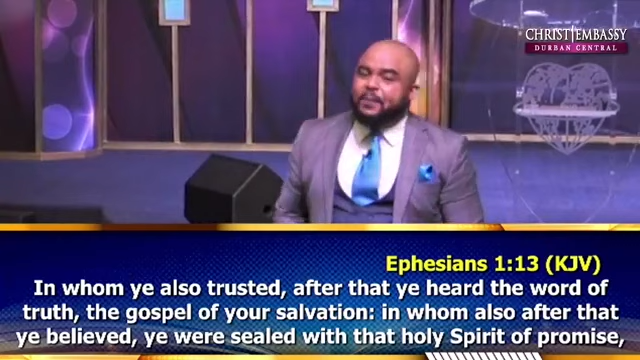 CHRIST EMBASSY
DURBAN CENTRAL
Ephesians 1:13 (KJV)
In whom ye also trusted, after that ye heard the word of
truth, the gospel of your salvation: in whom also after that
ye believed, ye were sealed with that holy Spirit of promise,